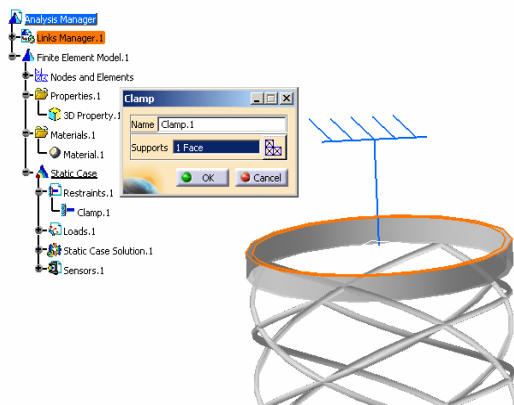 Analysis Manager
Links Manager.1
Finite Element Model.1
Nodes and Elements
Properties.1
3D Property.1
Materials.1
Material.1
Static Case
Restraints.1
Clamp.1
Loads.1
Static Case Solution.1
Sensors.1
Clamp
Name Clamp.1
Supports 1 Face
OK Cancel